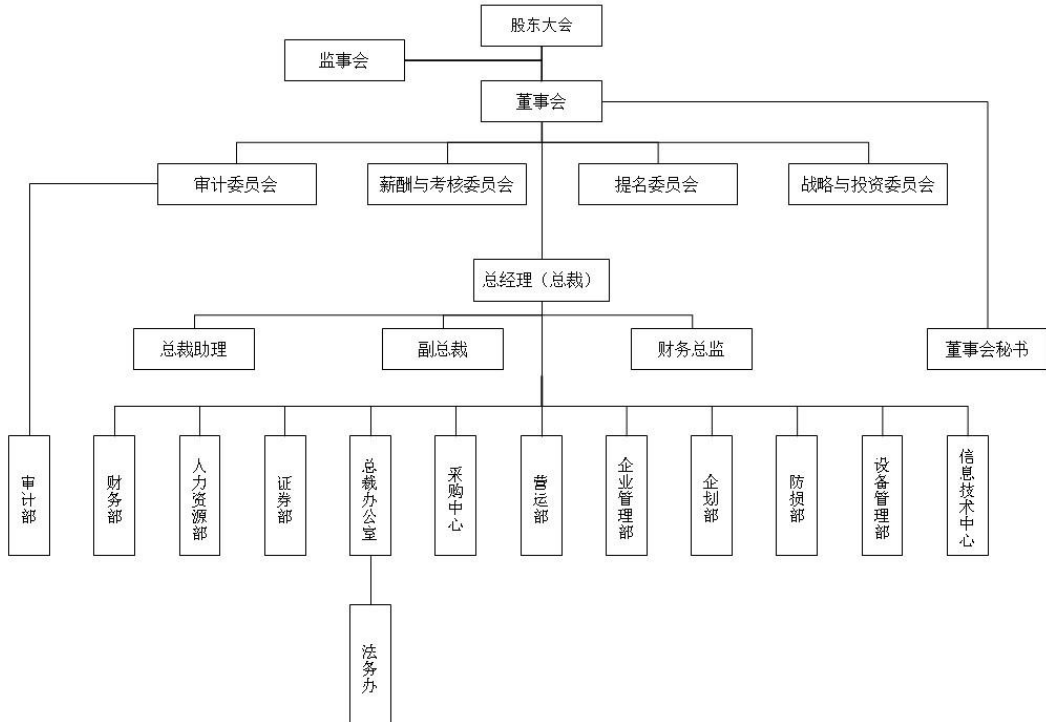 股东大会
监事会
董事会
审计委员会
薪酬与考核委员会
提名委员会
战略与投资委员会
总经理（总裁）
总裁助理
副总裁
财务总监
董事会秘书
审计部
财务部
人力资源部
证券部
总裁办公室
采购中心
营运部
企业管理部
企划部
防损部
设备管理部
信息技术中心
法务办